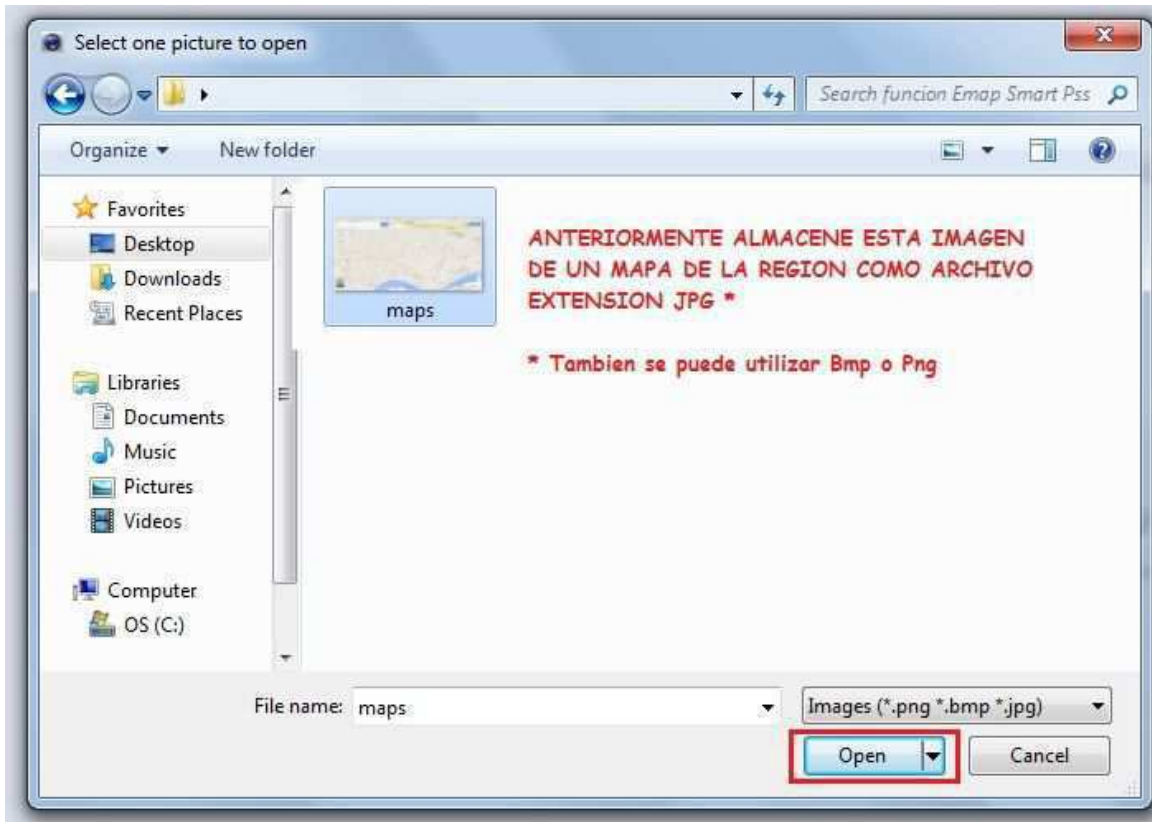 Select one picture to open
Search funcion Emap Smart Pss
Organize
New folder
Favorites
Desktop
Downloads
Recent Places
Libraries
Documents
Music
Pictures
Videos
Computer
OS (C:)
maps
ANTERIORMENTE ALMACENE ESTA IMAGEN
DE UN MAPA DE LA REGION COMO ARCHIVO
EXTENSION JPG *
* Tambien se puede utilizar Bmp o Png
File name: maps
Images (*.png *.bmp *.jpg)
Open
Cancel